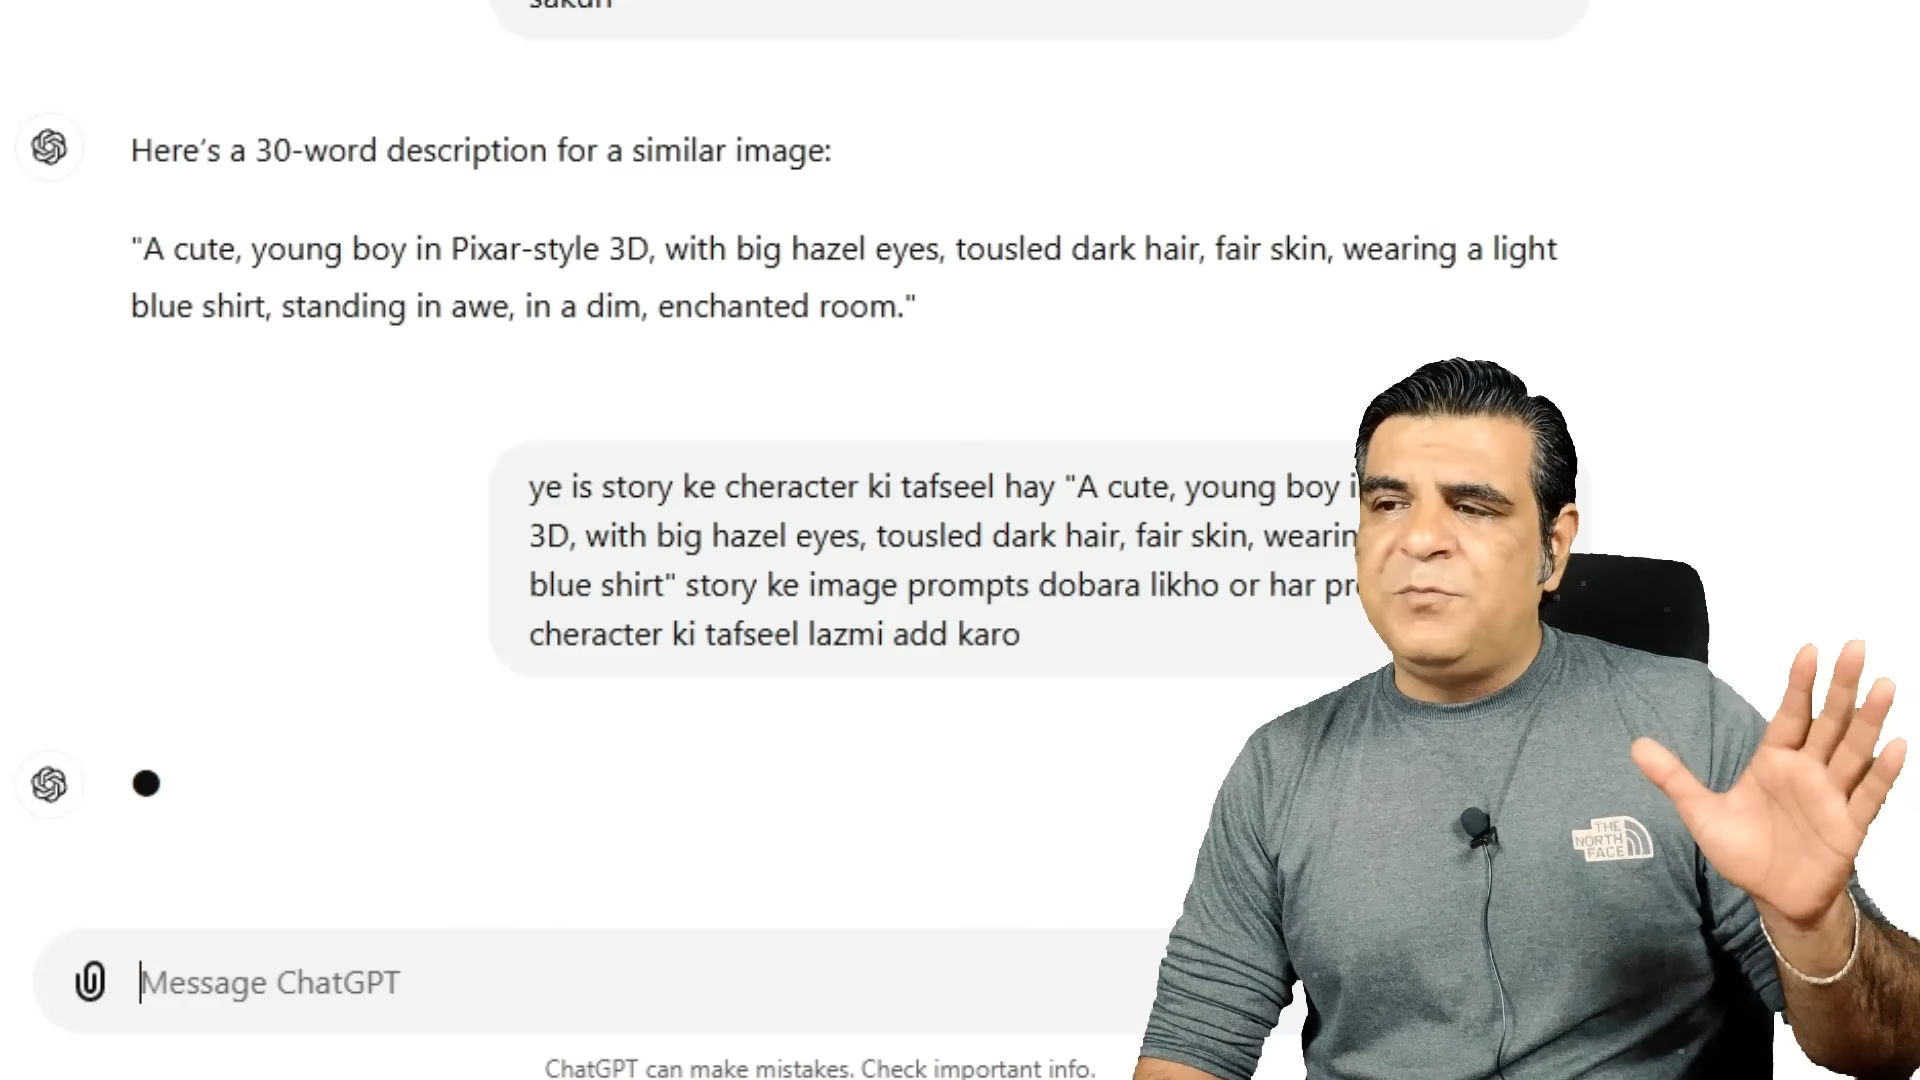 Here's a 30-word description for a similar image:
"A cute, young boy in Pixar-style 3D, with big hazel eyes, tousled dark hair, fair skin, wearing a light
blue shirt, standing in awe, in a dim, enchanted room."
ye is story ke cheracter ki tafseel hay "A cute, young boy
3D, with big hazel eyes, tousled dark hair, fair skin,
blue shirt" story ke image prompts dobara likho or har
cheracter ki tafseel lazmi add karo
THE
NORTH
FACE
Message ChatGPT
ChatGPT can make mistakes. Check important info.